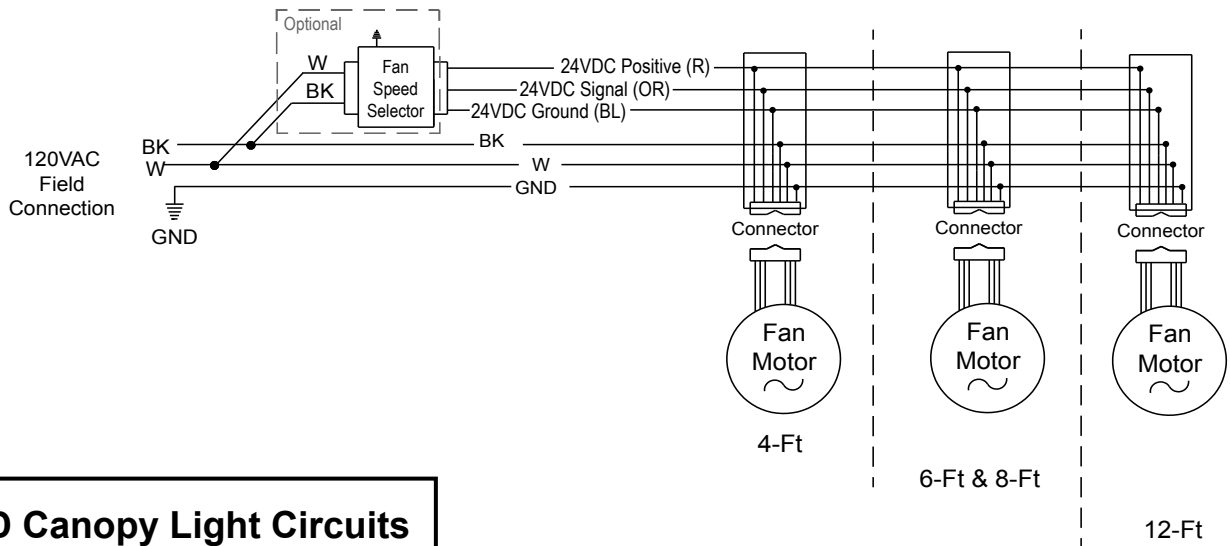 Optional
W
BK
Fan
Speed
Selector
24VDC Positive (R)
24VDC Signal (OR)
24VDC Ground (BL)
BK
W
BK
W
GND
120VAC
Field
Connection
GND
Connector
Connector
Connector
Fan
Motor
Fan
Motor
Fan
Motor
4-Ft
6-Ft & 8-Ft
12-Ft
Canopy Light Circuits